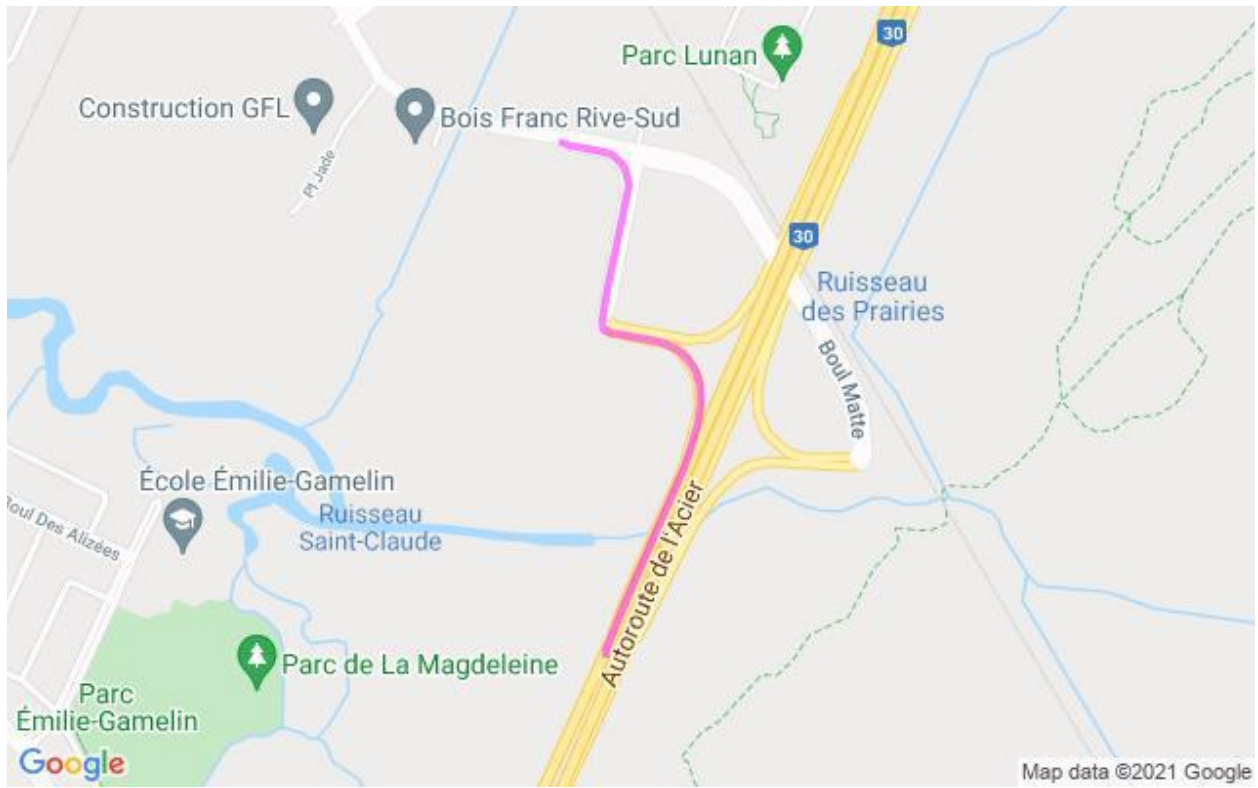 30
Parc Lunan
Construction GFL
Bois Franc Rive-Sud
Pl Jade
30
Ruisseau
des Prairies
Boul Matte
École Émilie-Gamelin
Ruisseau
Saint-Claude
Boul Des Alizées
Autoroute de l'Acier
Parc de La Magdeleine
Parc
Émilie-Gamelin
Google
Map data ©2021 Google